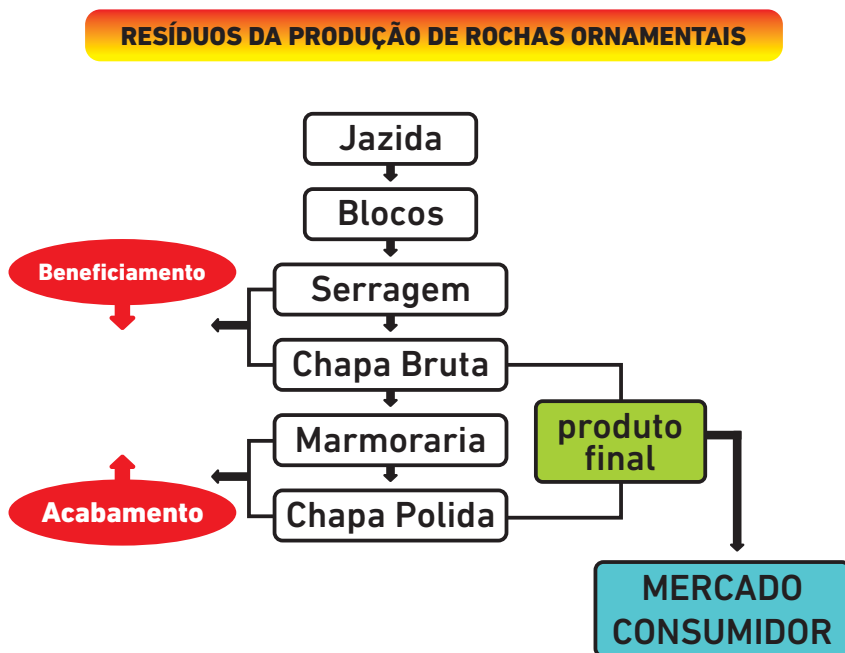 RESÍDUOS DA PRODUÇÃO DE ROCHAS ORNAMENTAIS
Jazida
Blocos
Beneficiamento
Serragem
Chapa Bruta
Marmoraria
produto
final
Acabamento
Chapa Polida
MERCADO
CONSUMIDOR